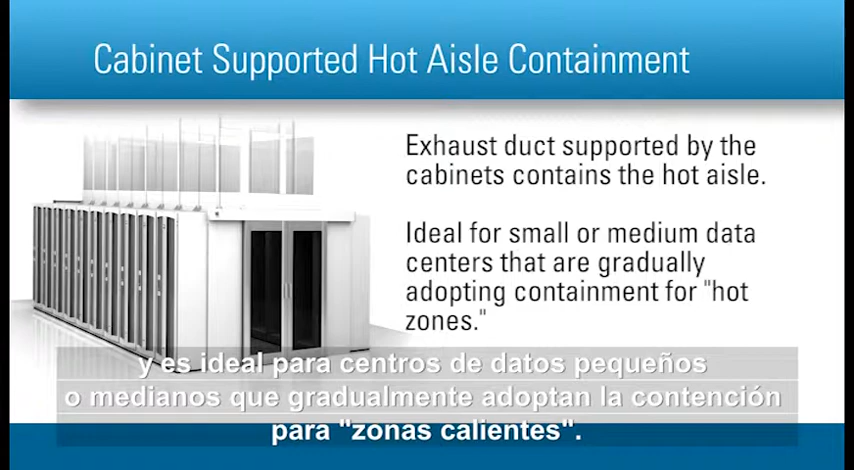 Cabinet Supported Hot Aisle Containment
Exhaust duct supported by the
cabinets contains the hot aisle.
Ideal for small or medium data
centers that are gradually
adopting containment for "hot
zones."
y es ideal para centros de datos pequeños
o medianos que gradualmente adoptan la contención
para "zonas calientes".